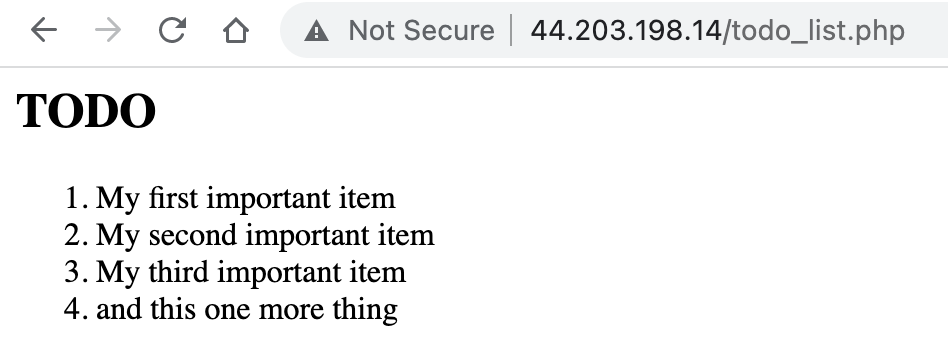 Not Secure | 44.203.198.14/todo_list.php
TODO
1. My first important item
2. My second important item
3. My third important item
4. and this one more thing